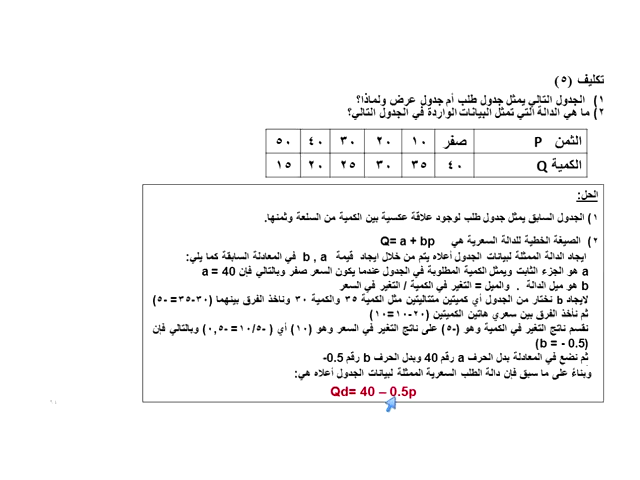 تكليف (٥)
١) الجدول التالي يمثل جدول طلب أم جدول عرض ولماذا؟
٢) ما هي الدالة التي تمثل البيانات الواردة في الجدول التالي؟
الثمن P صفر ١٠ ٢٠ ٣٠ ٤٠ ٥٠
الكمية Q ٤٠ ٣٥ ٣٠ ٢٥ ٢٠ ١٥
الحل:
١) الجدول السابق يمثل جدول طلب لوجود علاقة عكسية بين الكمية من السلعة وثمنها.
٢) الصيغة الخطية للدالة السعرية هي Q= a + bp
ايجاد الدالة الممثلة لبيانات الجدول أعلاه يتم من خلال ايجاد قيمة b , a في المعادلة السابقة كما يلي:
a هو الجزء الثابت ويمثل الكمية المطلوبة في الجدول عندما يكون السعر صفر وبالتالي فإن a = 40
b هو ميل الدالة . والميل = التغير في الكمية / التغير في السعر
لايجاد b نختار من الجدول أي كميتين متتاليتين مثل الكمية ٣٥ والكمية ٣٠ وناخذ الفرق بينهما (٣٠-٣٥= -٥)
ثم نأخذ الفرق بين سعري هاتين الكميتين (٢٠-١٠=١٠)
نقسم ناتج التغير في الكمية وهو (-٥) على ناتج التغير في السعر وهو (١٠) أي ( -١٠/٥= -٠,٥) وبالتالي فإن
(b = - 0.5)
ثم نضع في المعادلة بدل الحرف a رقم 40 وبدل الحرف b رقم 0.5-
وبناءً على ما سبق فإن دالة الطلب السعرية الممثلة لبيانات الجدول أعلاه هي:
Qd= 40 – 0.5p